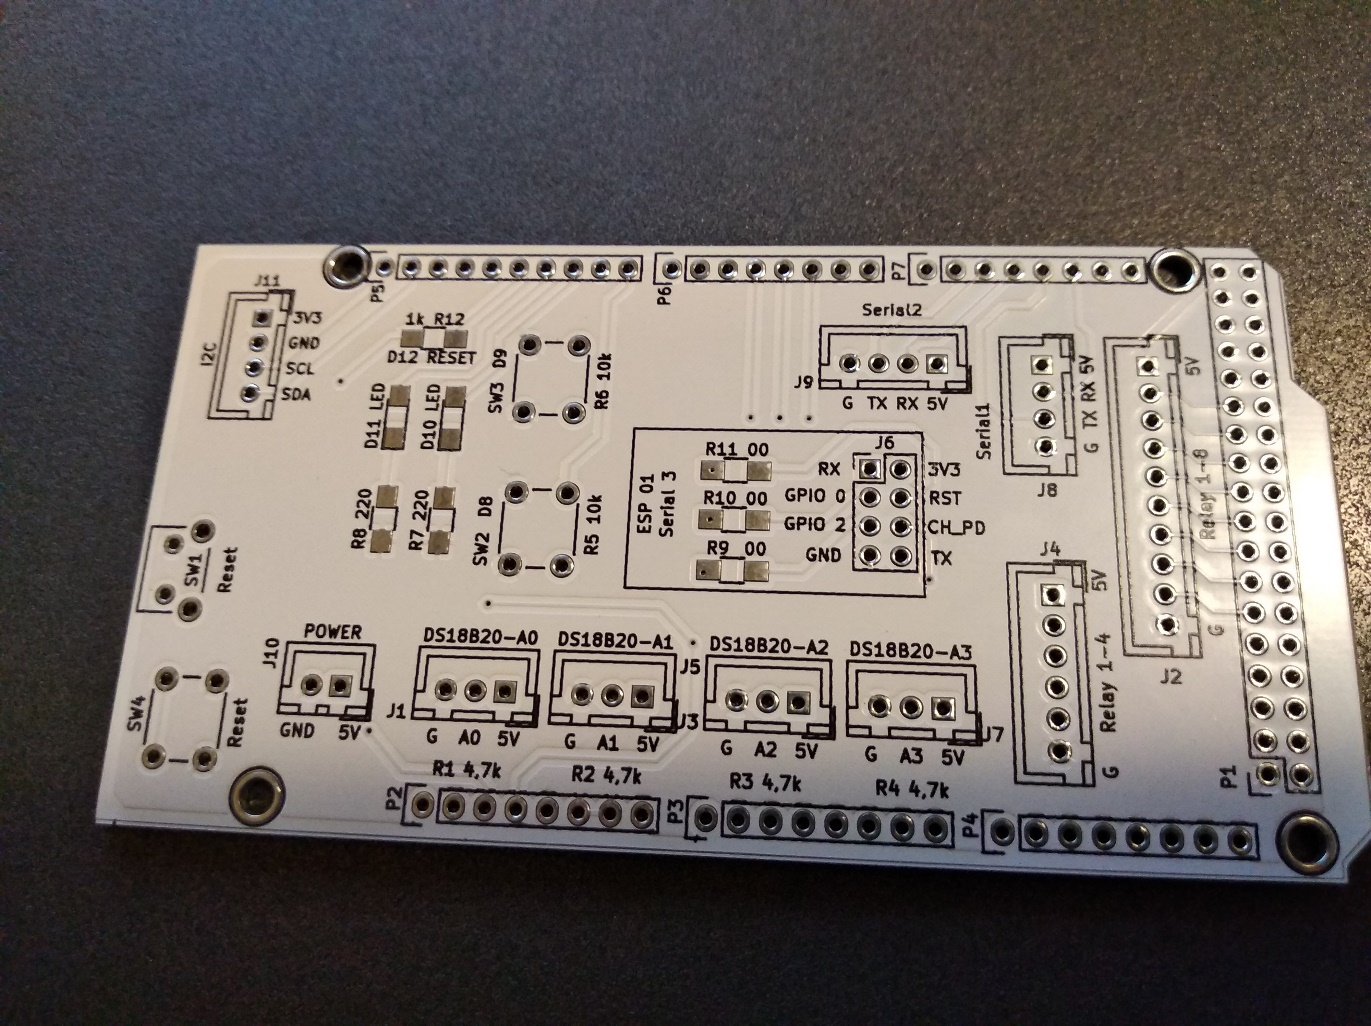 P5
P6
P7
J11
3V3
GND
SCL
SDA
I2C
1k R12
D12 RESET
D11 LED
D10 LED
R8 220
R7 220
SW3 D9
R6 10k
SW2 D8
R5 10k
Serial2
J9
G TX RX 5V
Serial1
G TX RX 5V
J8
5V
Relay 1-8
G
J2
ESP 01
Serial 3
R11 00
R10 00
R9 00
J6
RX
3V3
GPIO 0
RST
GPIO 2
CH_PD
GND
TX
SW1
Reset
SW4
Reset
J10
POWER
GND 5V
DS18B20-A0
J1
G A0 5V
DS18B20-A1
J3
G A1 5V
J5
DS18B20-A2
G A2 5V
DS18B20-A3
J7
G A3 5V
J4
5V
Relay 1-4
G
R1 4,7k
R2 4,7k
R3 4,7k
R4 4,7k
P2
P3
P4
P1